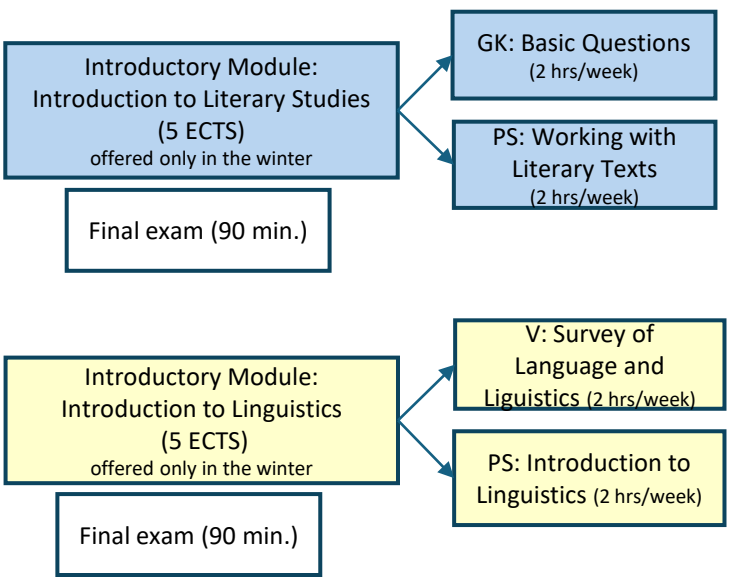 Introductory Module:
Introduction to Literary Studies
(5 ECTS)
offered only in the winter
GK: Basic Questions
(2 hrs/week)
PS: Working with
Literary Texts
(2 hrs/week)
Final exam (90 min.)
Introductory Module:
Introduction to Linguistics
(5 ECTS)
offered only in the winter
V: Survey of
Language and
Liguistics (2 hrs/week)
PS: Introduction to
Linguistics (2 hrs/week)
Final exam (90 min.)